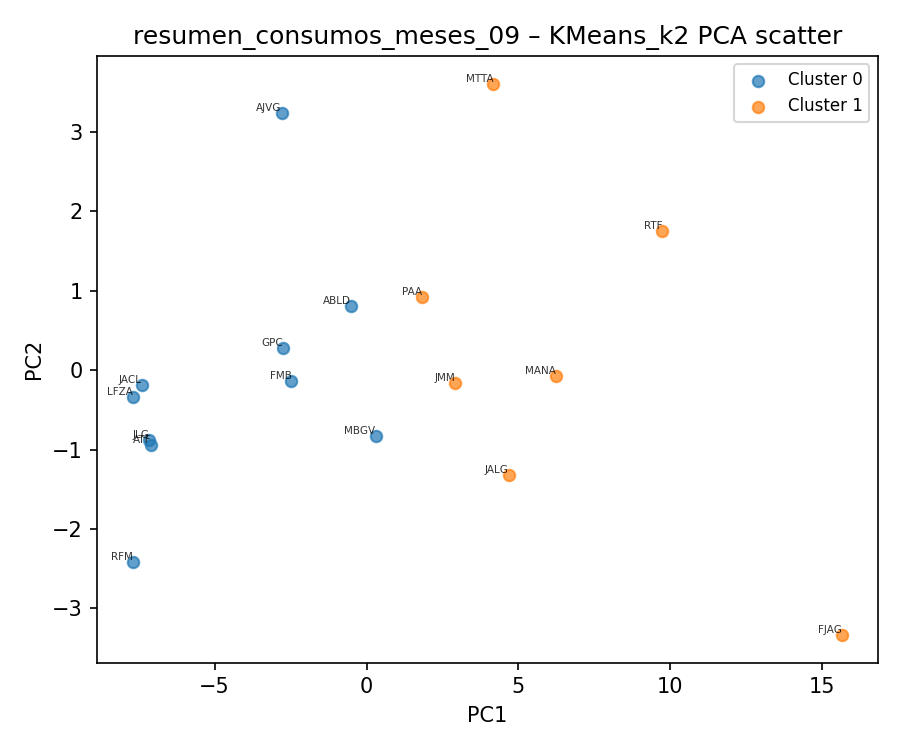 resumen_consumos_meses_09 – KMeans_k2 PCA scatter
Cluster 0
Cluster 1
MTTA
AJVG
RTF
PAA
ABLD
GPC
FMB
JMM
MANA
JACL
LFZA
JLG
MBGV
JALG
RFM
FJAG
3
2
1
0
−1
−2
−3
PC2
−5
0
5
10
15
PC1